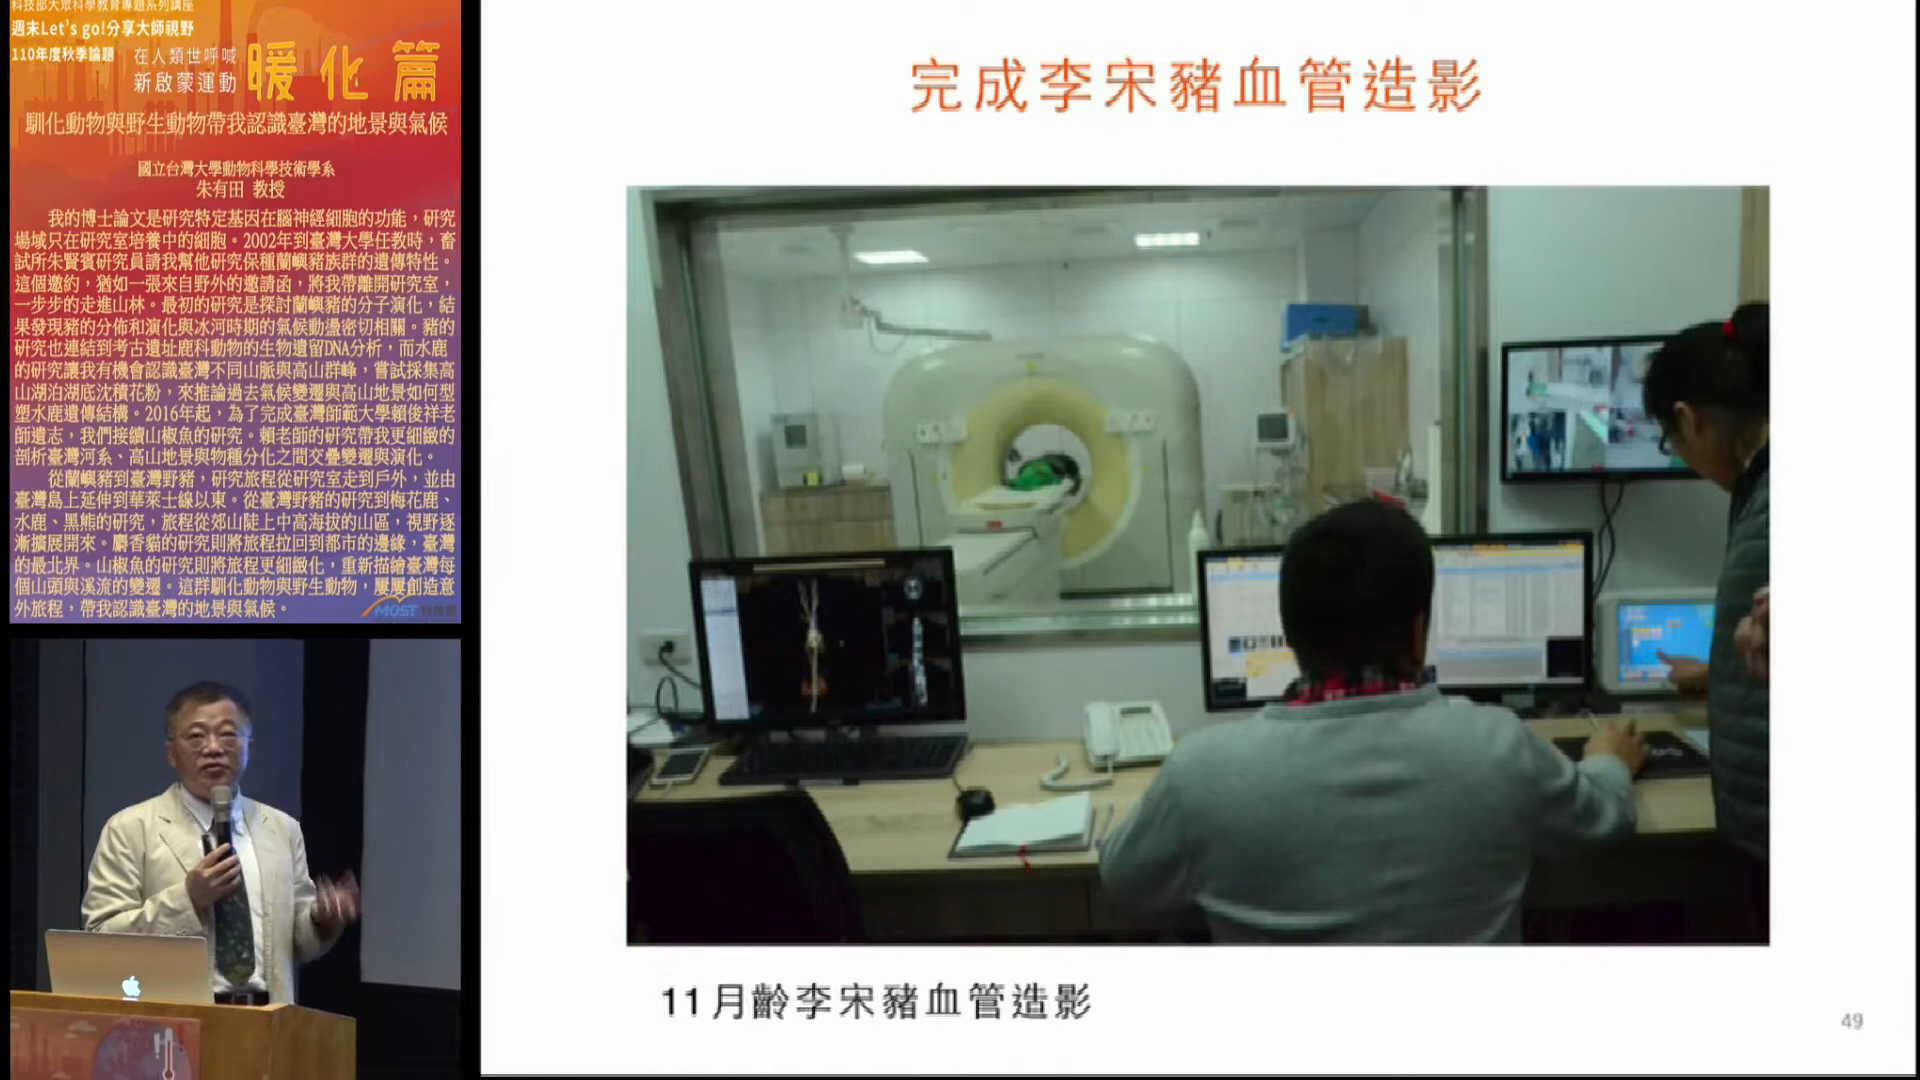 科技部大眾科學教育專題系列講座
週末Let's go!分享大師視野
110年度秋季論題
在人類世呼喊
新啟蒙運動
暖化篇
馴化動物與野生動物帶我認識臺灣的地景與氣候
國立台灣大學動物科學技術學系
朱有田 教授
我的博士論文是研究特定基因在腦神經細胞的功能，研究
場域只在研究室培養中的細胞。2002年到臺灣大學任教時，畜
試所朱賢賓研究員請我幫他研究保種蘭嶼豬族群的遺傳特性。
這個邀約，猶如一張來自野外的邀請函，將我帶離開研究室，
一步步的走進山林。最初的研究是探討蘭嶼豬的分子演化，結
果發現豬的分佈和演化與冰河時期的氣候動盪密切相關。豬的
研究也連結到考古遺址鹿科動物的生物遺留DNA分析，而水鹿
的研究讓我有機會認識臺灣不同山脈與高山群峰，嘗試採集高
山湖泊湖底沈積花粉，來推論過去氣候變遷與高山地景如何型
塑水鹿遺傳結構。2016年起，為了完成臺灣師範大學賴俊祥老
師遺志，我們接續山椒魚的研究。賴老師的研究帶我更細緻的
剖析臺灣河系、高山地景與物種分化之間交疊變遷與演化。
從蘭嶼豬到臺灣野豬，研究旅程從研究室走到戶外，並由
臺灣島上延伸到華萊士線以東。從臺灣野豬的研究到梅花鹿、
水鹿、黑熊的研究，旅程從郊山陡上中高海拔的山區，視野逐
漸擴展開來。麝香貓的研究則將旅程拉回到都市的邊緣，臺灣
的最北界。山椒魚的研究則將旅程更細緻化，重新描繪臺灣每
個山頭與溪流的變遷。這群馴化動物與野生動物，屢屢創造意
外旅程，帶我認識臺灣的地景與氣候。
MOST 科技部
完成李宋豬血管造影
11月齡李宋豬血管造影
49